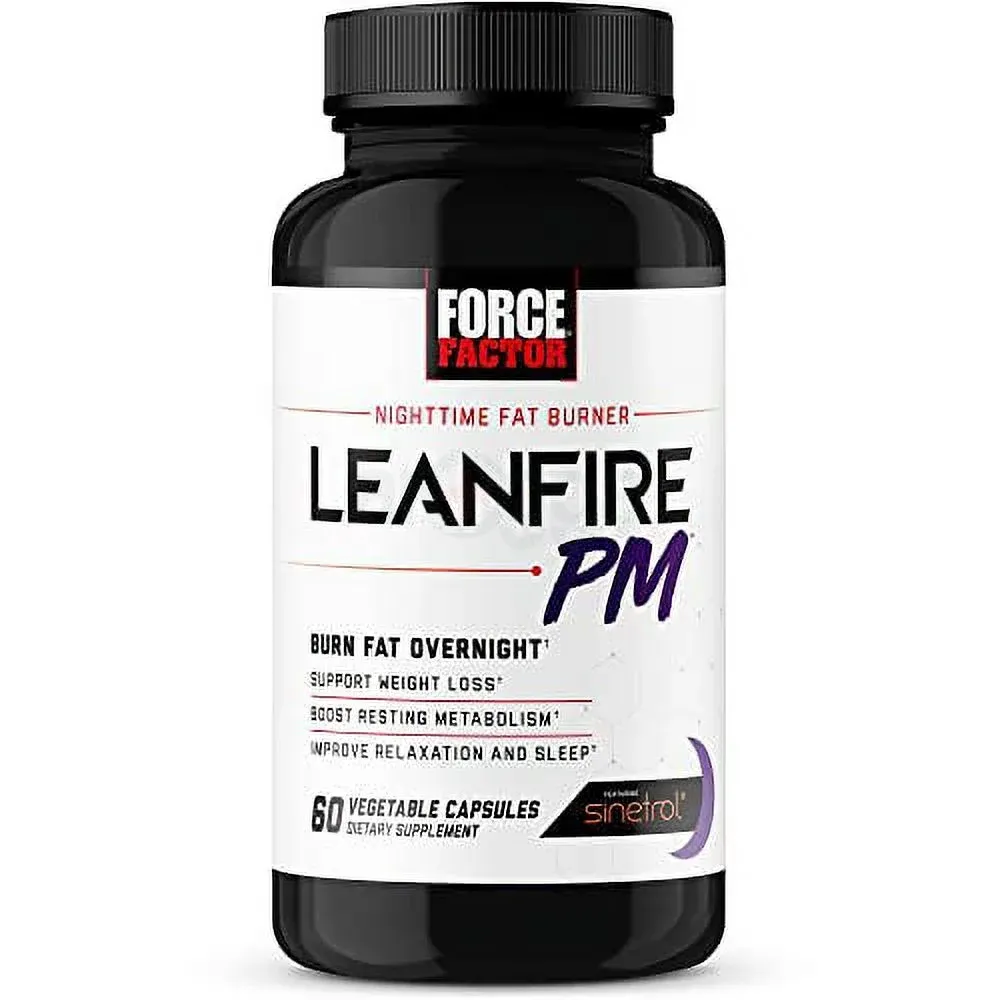 FORCE
FACTOR
NIGHTTIME FAT BURNER
LEANFIRE
PM
BURN FAT OVERNIGHT‡
SUPPORT WEIGHT LOSS‡
BOOST RESTING METABOLISM‡
IMPROVE RELAXATION AND SLEEP‡
60 VEGETABLE CAPSULES
DIETARY SUPPLEMENT
sinetrol®